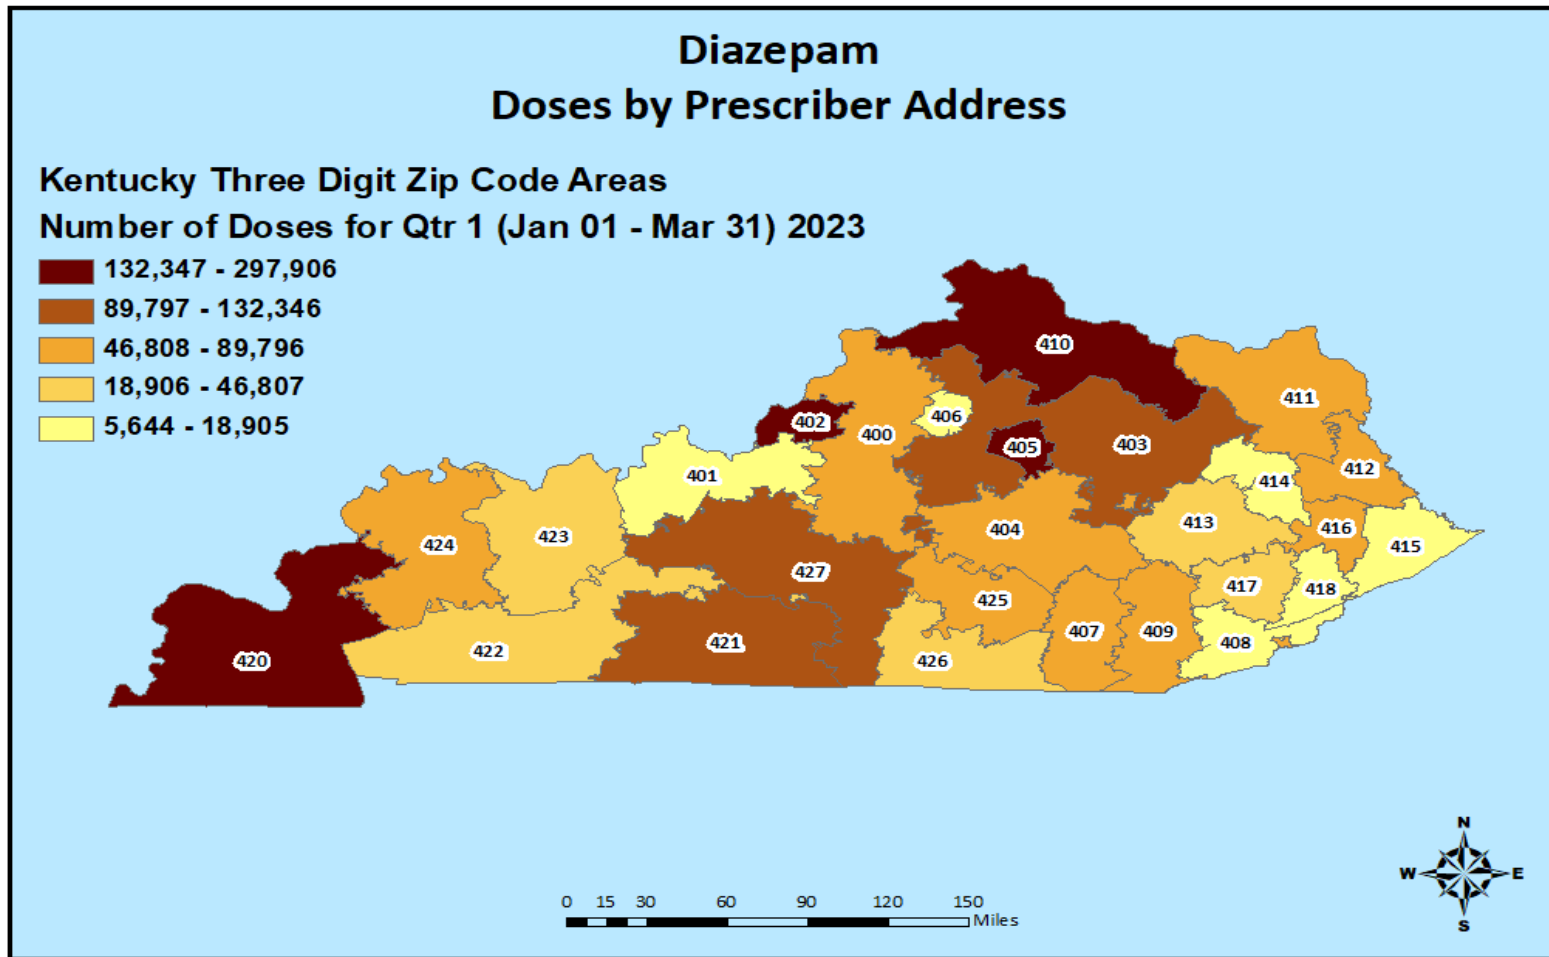 Diazepam
Doses by Prescriber Address
Kentucky Three Digit Zip Code Areas
Number of Doses for Qtr 1 (Jan 01 - Mar 31) 2023
132,347 - 297,906
89,797 - 132,346
46,808 - 89,796
18,906 - 46,807
5,644 - 18,905
410
411
402
406
400
403
405
412
401
414
413
416
424
423
404
415
427
417
418
425
407
409
421
408
422
420
426
N
W E
S
0 15 30 60 90 120 150
Miles